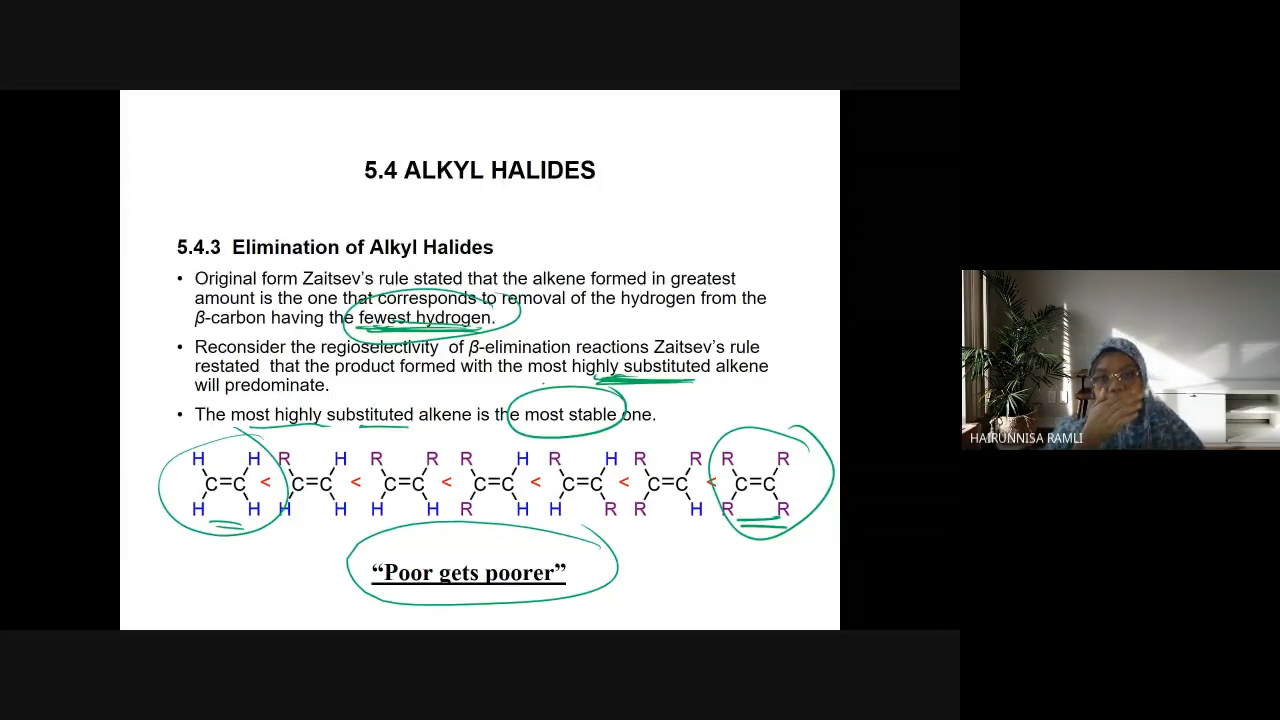 5.4 ALKYL HALIDES
5.4.3 Elimination of Alkyl Halides
• Original form Zaitsev's rule stated that the alkene formed in greatest
amount is the one that corresponds to removal of the hydrogen from the
β-carbon having the fewest hydrogen.
• Reconsider the regioselectivity of β-elimination reactions Zaitsev's rule
restated that the product formed with the most highly substituted alkene
will predominate.
• The most highly substituted alkene is the most stable one.
H H R H R R R H R H R R R R
C=C < C=C < C=C < C=C < C=C < C=C < C=C
H H H H H H R H H R R H R R
“Poor gets poorer”
HAIRUNNISA RAMLI